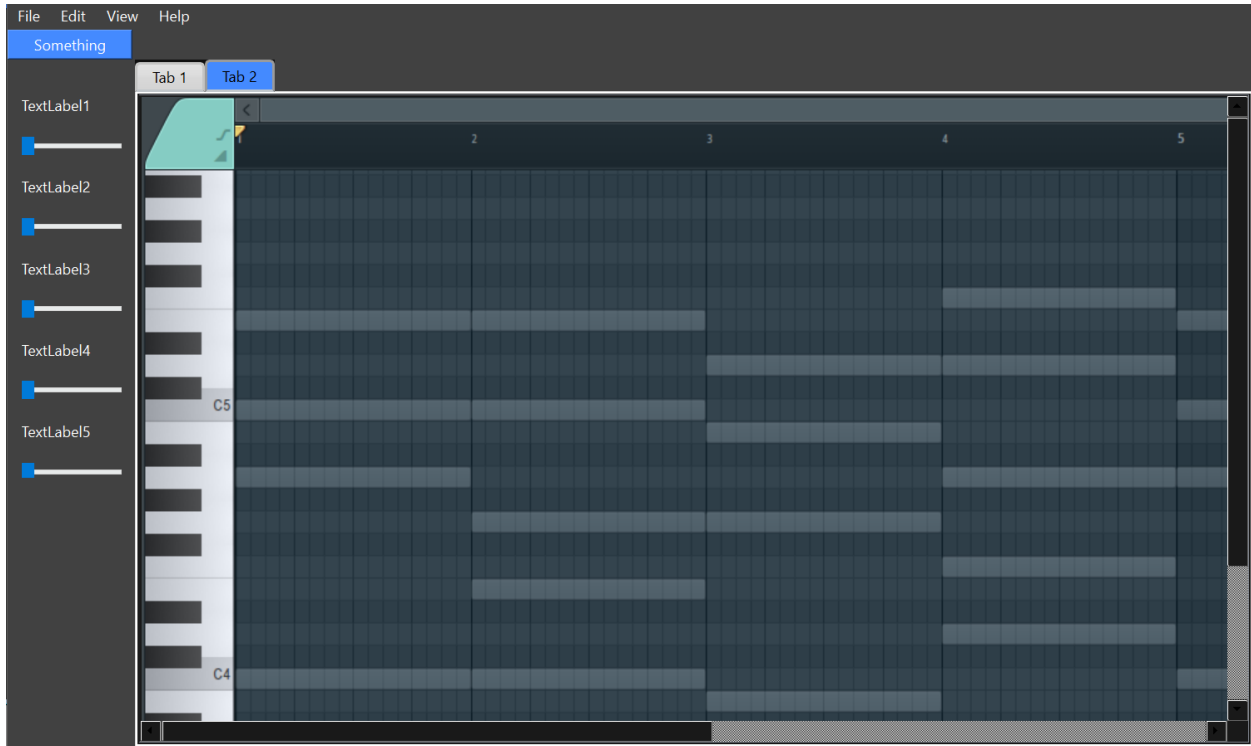 File Edit View Help
Something
Tab 1 Tab 2
TextLabel1
1 2 3 4 5
TextLabel2
TextLabel3
TextLabel4
C5
TextLabel5
C4